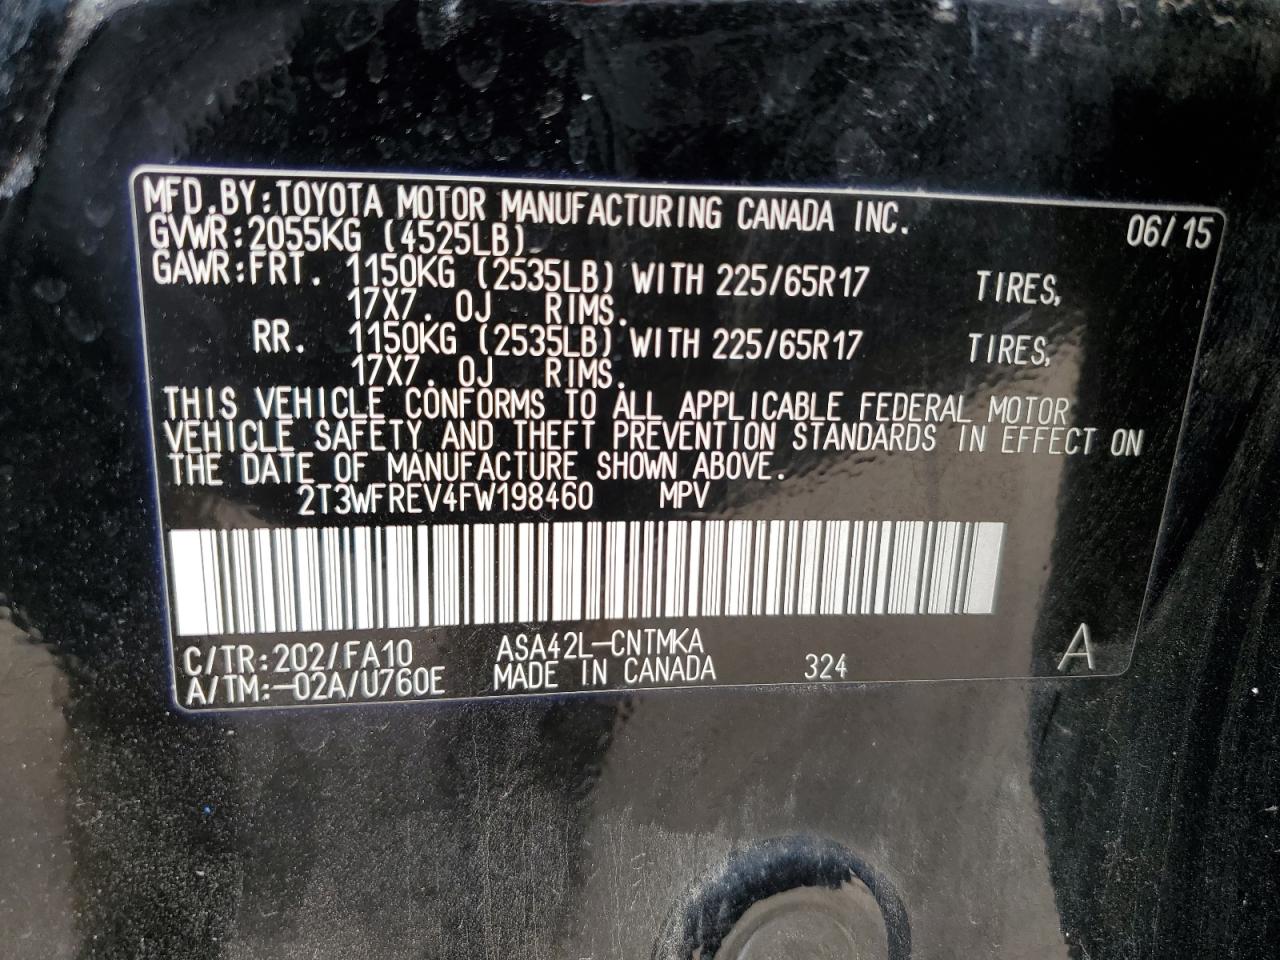 MFD.BY:TOYOTA MOTOR MANUFACTURING CANADA INC. 06/15
GVWR:2055KG (4525LB)
GAWR:FRT. 1150KG (2535LB) WITH 225/65R17 TIRES,
17X7. 0J RIMS.
RR. 1150KG (2535LB) WITH 225/65R17 TIRES,
17X7. 0J RIMS.
THIS VEHICLE CONFORMS TO ALL APPLICABLE FEDERAL MOTOR
VEHICLE SAFETY AND THEFT PREVENTION STANDARDS IN EFFECT ON
THE DATE OF MANUFACTURE SHOWN ABOVE.
2T3WFREV4FW198460 MPV
C/TR:202/FA10 ASA42L-CNTMKA
A/TM:-02A/U760E MADE IN CANADA 324 A